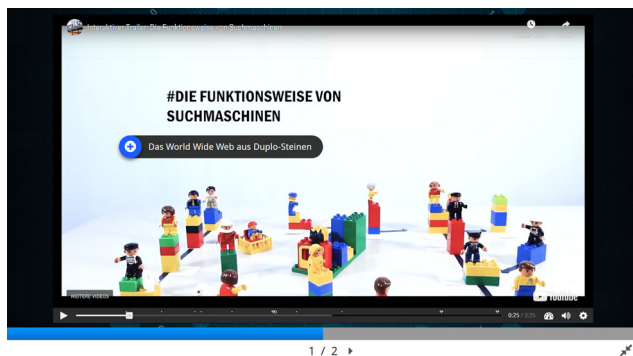 Interaktiver Trailer: Die Funktionsweise von Suchmaschinen
#DIE FUNKTIONSWEISE VON
SUCHMASCHINEN
Das World Wide Web aus Duplo-Steinen
WEITERE VIDEOS
YouTube
0:25 / 3:25
1 / 2